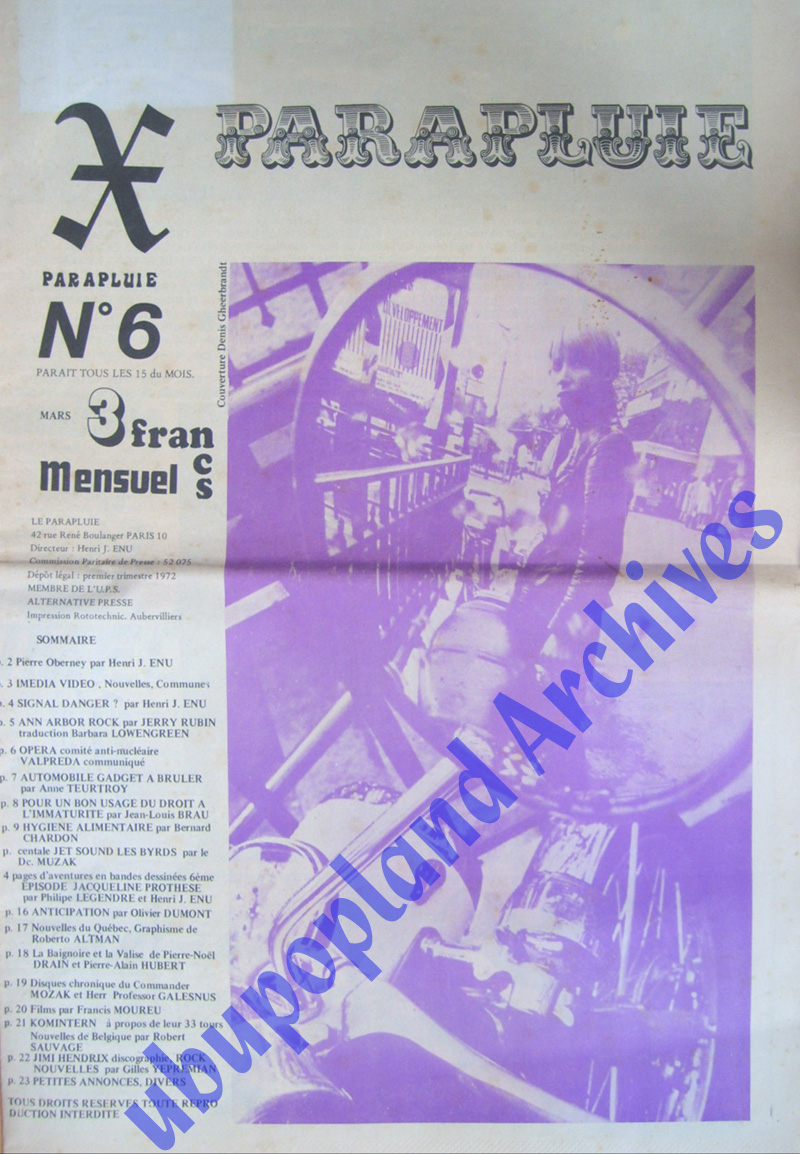 PARAPLUIE
PARAPLUIE
N°6
PARAIT TOUS LES 15 du MOIS.
MARS 3 francs
Mensuel
LE PARAPLUIE
42 rue René Boulanger PARIS 10
Directeur : Henri J. ENU
Commission Paritaire de Presse : 52 075
Dépôt légal : premier trimestre 1972
MEMBRE DE L'U.P.S.
ALTERNATIVE PRESSE
Impression Rototechnic. Aubervilliers
SOMMAIRE
p. 2 Pierre Oberney par Henri J. ENU
p. 3 IMEDIA VIDEO , Nouvelles, Communes
p. 4 SIGNAL DANGER ? par Henri J. ENU
p. 5 ANN ARBOR ROCK par JERRY RUBIN
traduction Barbara LOWENGREEN
p. 6 OPERA comité anti-nucléaire
VALPREDA communiqué
p. 7 AUTOMOBILE GADGET A BRULER
par Anne TEURTROY
p. 8 POUR UN BON USAGE DU DROIT A
L'IMMATURITE par Jean-Louis BRAU
p. 9 HYGIENE ALIMENTAIRE par Bernard
CHARDON
p. centale JET SOUND LES BYRDS par le
Dc. MUZAK
4 pages d'aventures en bandes dessinées 6éme
EPISODE JACQUELINE PROTHESE
par Philipe LEGENDRE et Henri J. ENU
p. 16 ANTICIPATION par Olivier DUMONT
p. 17 Nouvelles du Québec, Graphisme de
Roberto ALTMAN
p. 18 La Baignoire et la Valise de Pierre-Noël
DRAIN et Pierre-Alain HUBERT
p. 19 Disques chronique du Commander
MOZAK et Herr Professor GALESNUS
p. 20 Films par Francis MOUREU
p. 21 KOMINTERN à propos de leur 33 tours
Nouvelles de Belgique par Robert
SAUVAGE
p. 22 JIMI HENDRIX discographie, ROCK
NOUVELLES par Gilles YEPREMIAN
p. 23 PETITES ANNONCES, DIVERS
TOUS DROITS RESERVES TOUTE REPRO
DUCTION INTERDITE
Couverture Denis Gheerbrandt
DEVELOPPEMENT
ubupopland Archives